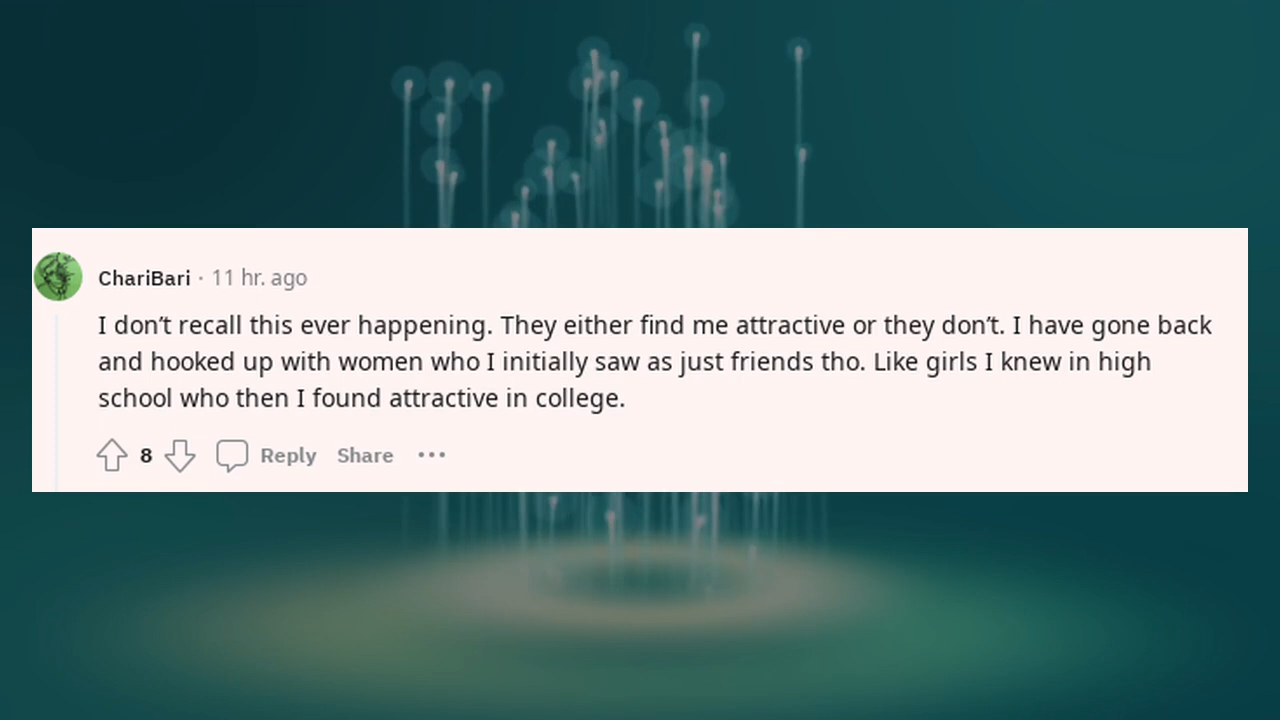 ChariBari · 11 hr. ago
I don’t recall this ever happening. They either find me attractive or they don’t. I have gone back
and hooked up with women who I initially saw as just friends tho. Like girls I knew in high
school who then I found attractive in college.
8 Reply Share •••